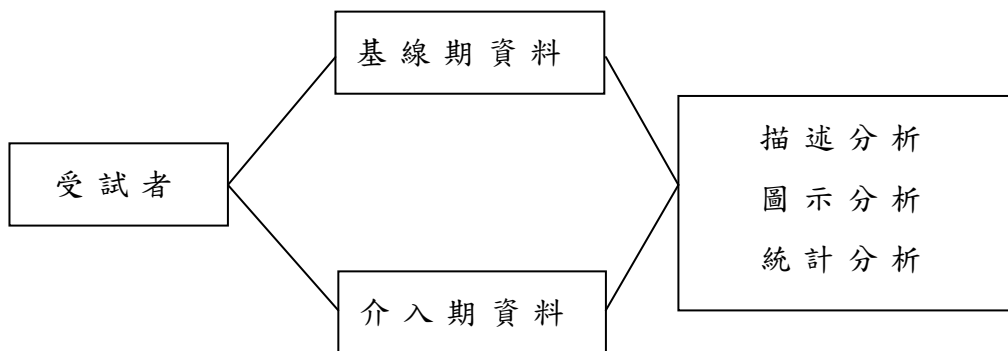 基線期資料
受試者
介入期資料
描述分析
圖示分析
統計分析